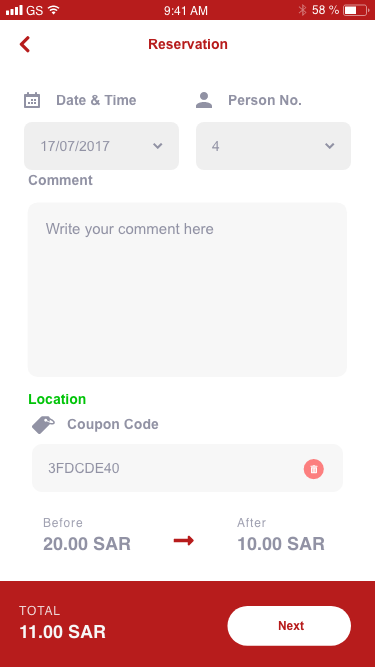 GS 9:41 AM 58 %
Reservation
Date & Time Person No.
17/07/2017 4
Comment
Write your comment here
Location
Coupon Code
3FDCDE40
Before After
20.00 SAR 10.00 SAR
TOTAL
11.00 SAR
Next